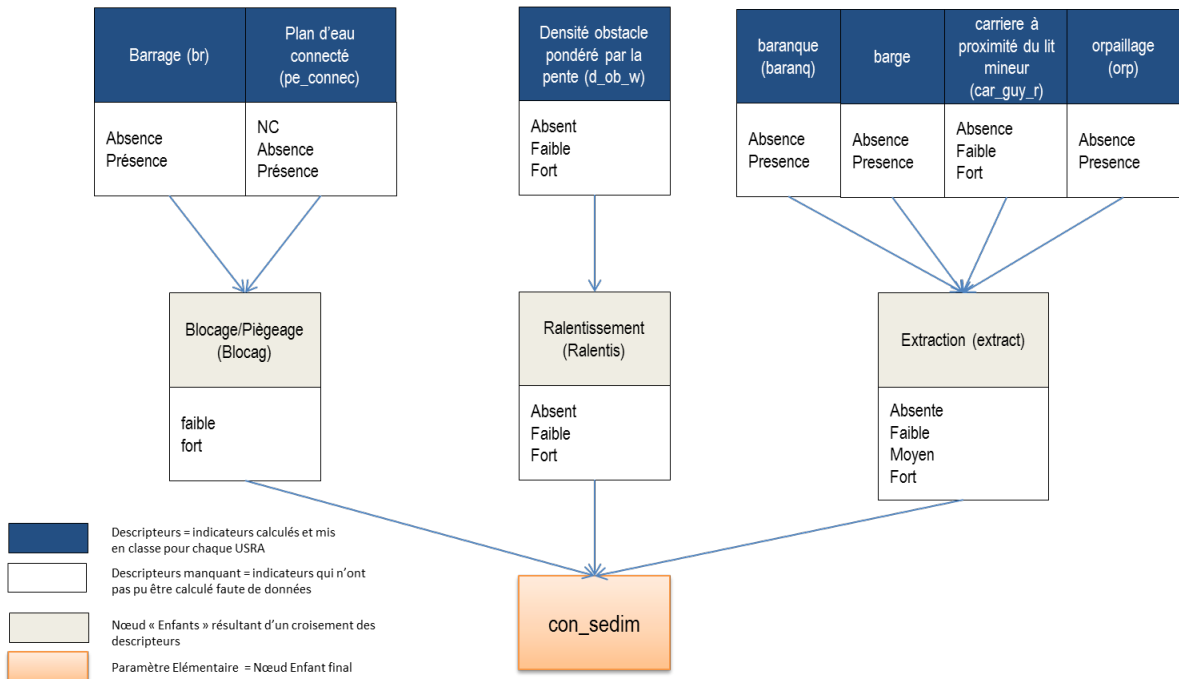 Barrage (br)
Plan d'eau
connecté
(pe_connec)
Absence
Présence
NC
Absence
Présence
Densité obstacle
pondéré par la
pente (d_ob_w)
Absent
Faible
Fort
baranque
(baranq)
barge
carriere à
proximité du lit
mineur
(car_guy_r)
orpaillage
(orp)
Absence
Presence
Absence
Presence
Absence
Faible
Fort
Absence
Presence
Blocage/Piègeage
(Blocag)
faible
fort
Ralentissement
(Ralentis)
Absent
Faible
Fort
Extraction (extract)
Absente
Faible
Moyen
Fort
con_sedim
Descripteurs = indicateurs calculés et mis
en classe pour chaque USRA
Descripteurs manquant = indicateurs qui n'ont
pas pu être calculé faute de données
Nœud « Enfants » résultant d'un croisement des
descripteurs
Paramètre Elémentaire = Nœud Enfant final